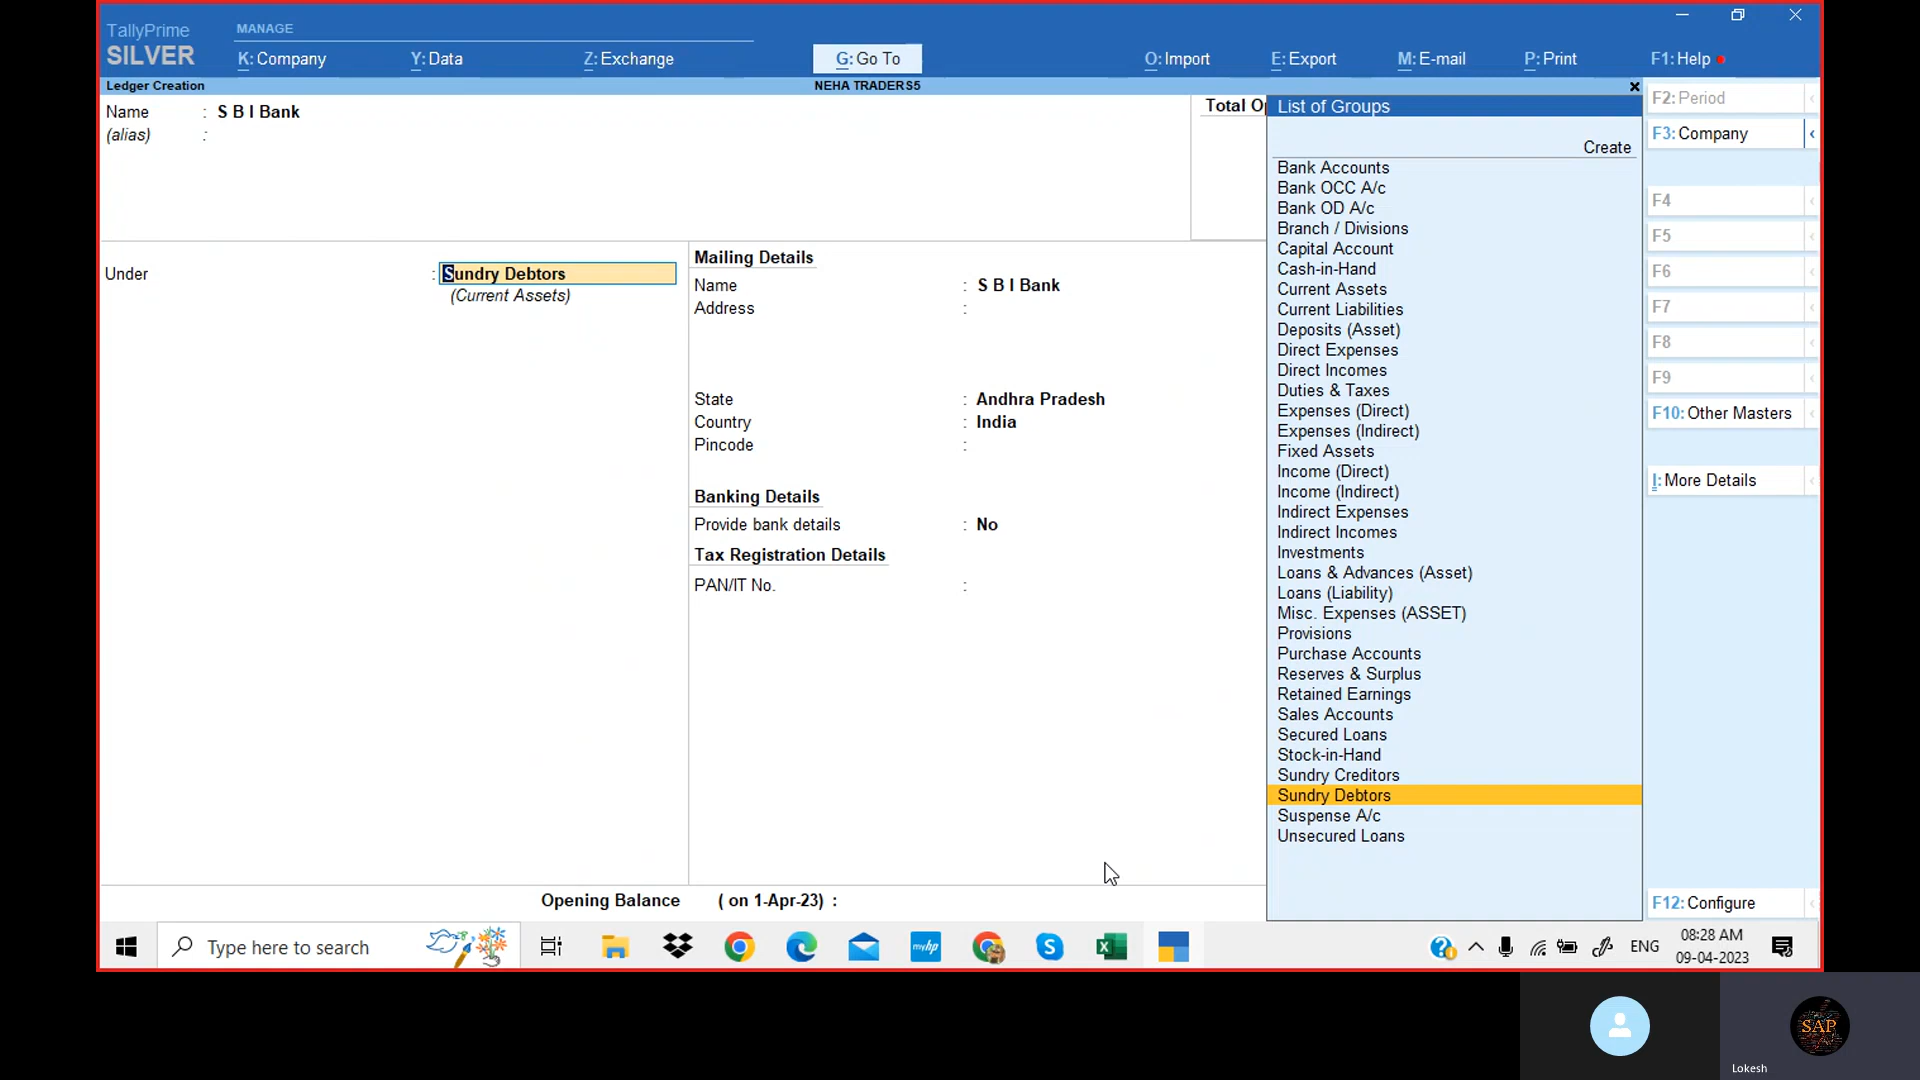 TallyPrime
SILVER
MANAGE
K: Company
Y: Data
Z: Exchange
G: Go To
O: Import
E: Export
M: E-mail
P: Print
F1: Help
Ledger Creation
NEHA TRADERS5
Name : S B I Bank
(alias) :
Total Op
Under : Sundry Debtors
(Current Assets)
Mailing Details
Name : S B I Bank
Address :
State : Andhra Pradesh
Country : India
Pincode :
Banking Details
Provide bank details : No
Tax Registration Details
PAN/IT No. :
Opening Balance ( on 1-Apr-23) :
List of Groups
Create
Bank Accounts
Bank OCC A/c
Bank OD A/c
Branch / Divisions
Capital Account
Cash-in-Hand
Current Assets
Current Liabilities
Deposits (Asset)
Direct Expenses
Direct Incomes
Duties & Taxes
Expenses (Direct)
Expenses (Indirect)
Fixed Assets
Income (Direct)
Income (Indirect)
Indirect Expenses
Indirect Incomes
Investments
Loans & Advances (Asset)
Loans (Liability)
Misc. Expenses (ASSET)
Provisions
Purchase Accounts
Reserves & Surplus
Retained Earnings
Sales Accounts
Secured Loans
Stock-in-Hand
Sundry Creditors
Sundry Debtors
Suspense A/c
Unsecured Loans
F2: Period
F3: Company
F4
F5
F6
F7
F8
F9
F10: Other Masters
I: More Details
F12: Configure
Type here to search
myhp
ENG
08:28 AM
09-04-2023
SAP
Lokesh